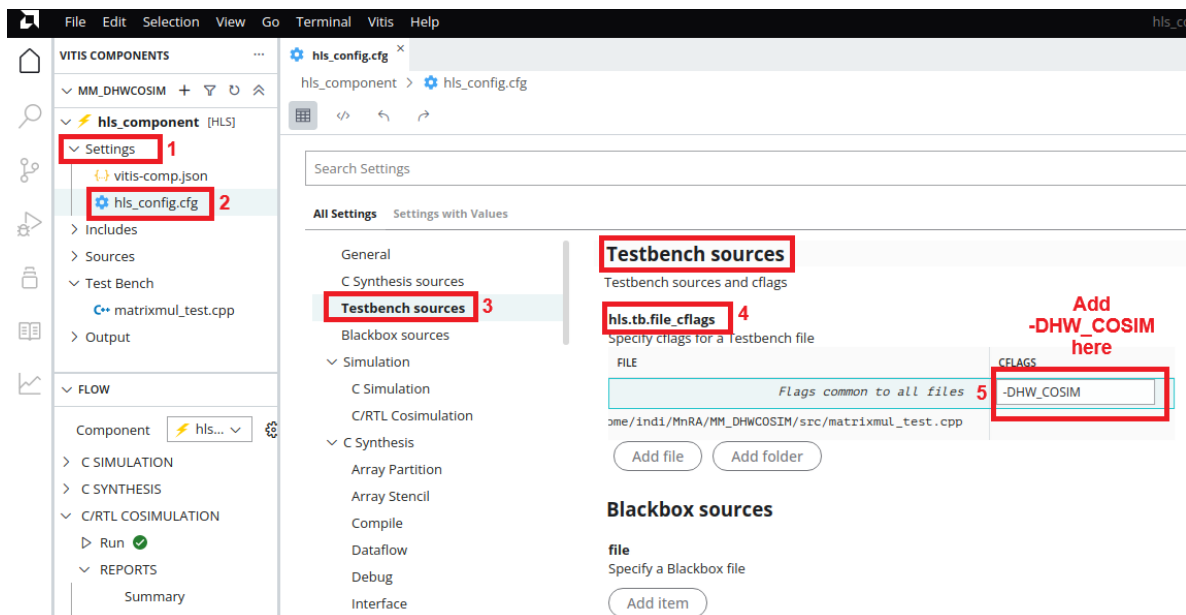 File Edit Selection View Go Terminal Vitis Help
hls_co
VITIS COMPONENTS ...
MM_DHWCOSIM
hls_component [HLS]
Settings 1
vitis-comp.json
hls_config.cfg 2
Includes
Sources
Test Bench
matrixmul_test.cpp
Output
FLOW
Component hls...
C SIMULATION
C SYNTHESIS
C/RTL COSIMULATION
Run
REPORTS
Summary
hls_config.cfg
hls_component > hls_config.cfg
Search Settings
All Settings Settings with Values
General
C Synthesis sources
Testbench sources 3
Blackbox sources
Simulation
C Simulation
C/RTL Cosimulation
C Synthesis
Array Partition
Array Stencil
Compile
Dataflow
Debug
Interface
Testbench sources
Testbench sources and cflags
hls.tb.file_cflags 4
Specify cflags for a Testbench file
Add
-DHW_COSIM
here
FILE CFLAGS
Flags common to all files 5 -DHW_COSIM
ome/indi/MnRA/MM_DHWCOSIM/src/matrixmul_test.cpp
Add file Add folder
Blackbox sources
file
Specify a Blackbox file
Add item